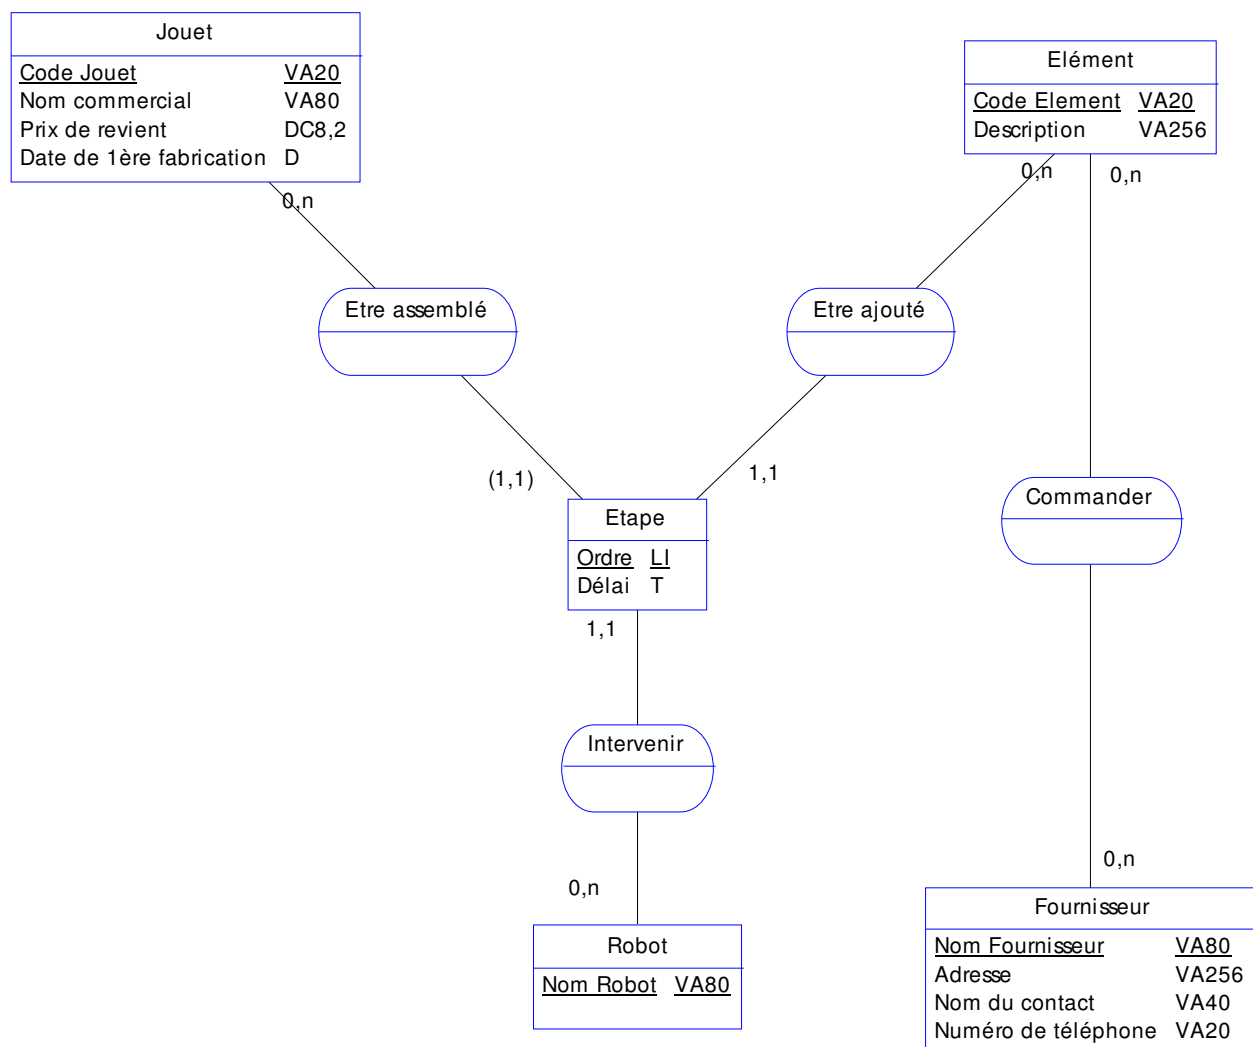 Jouet
Code Jouet VA20
Nom commercial VA80
Prix de revient DC8,2
Date de 1ère fabrication D
0,n
Elément
Code Element VA20
Description VA256
0,n
0,n
Etre assemblé
Etre ajouté
(1,1)
1,1
Commander
Etape
Ordre LI
Délai T
1,1
Intervenir
0,n
0,n
Robot
Nom Robot VA80
Fournisseur
Nom Fournisseur VA80
Adresse VA256
Nom du contact VA40
Numéro de téléphone VA20